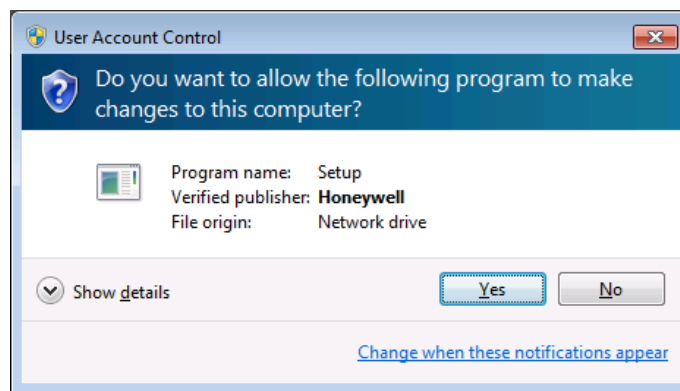 User Account Control
Do you want to allow the following program to make
changes to this computer?
Program name: Setup
Verified publisher: Honeywell
File origin: Network drive
Show details
Yes
No
Change when these notifications appear